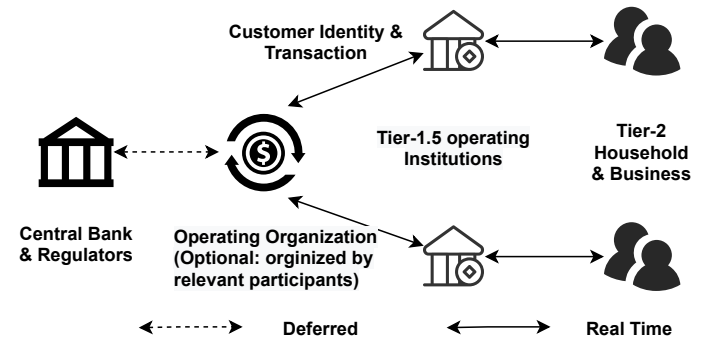 Customer Identity &
Transaction
Tier-1.5 operating
Institutions
Tier-2
Household
& Business
Central Bank
& Regulators
Operating Organization
(Optional: orginized by
relevant participants)
$
Deferred
Real Time